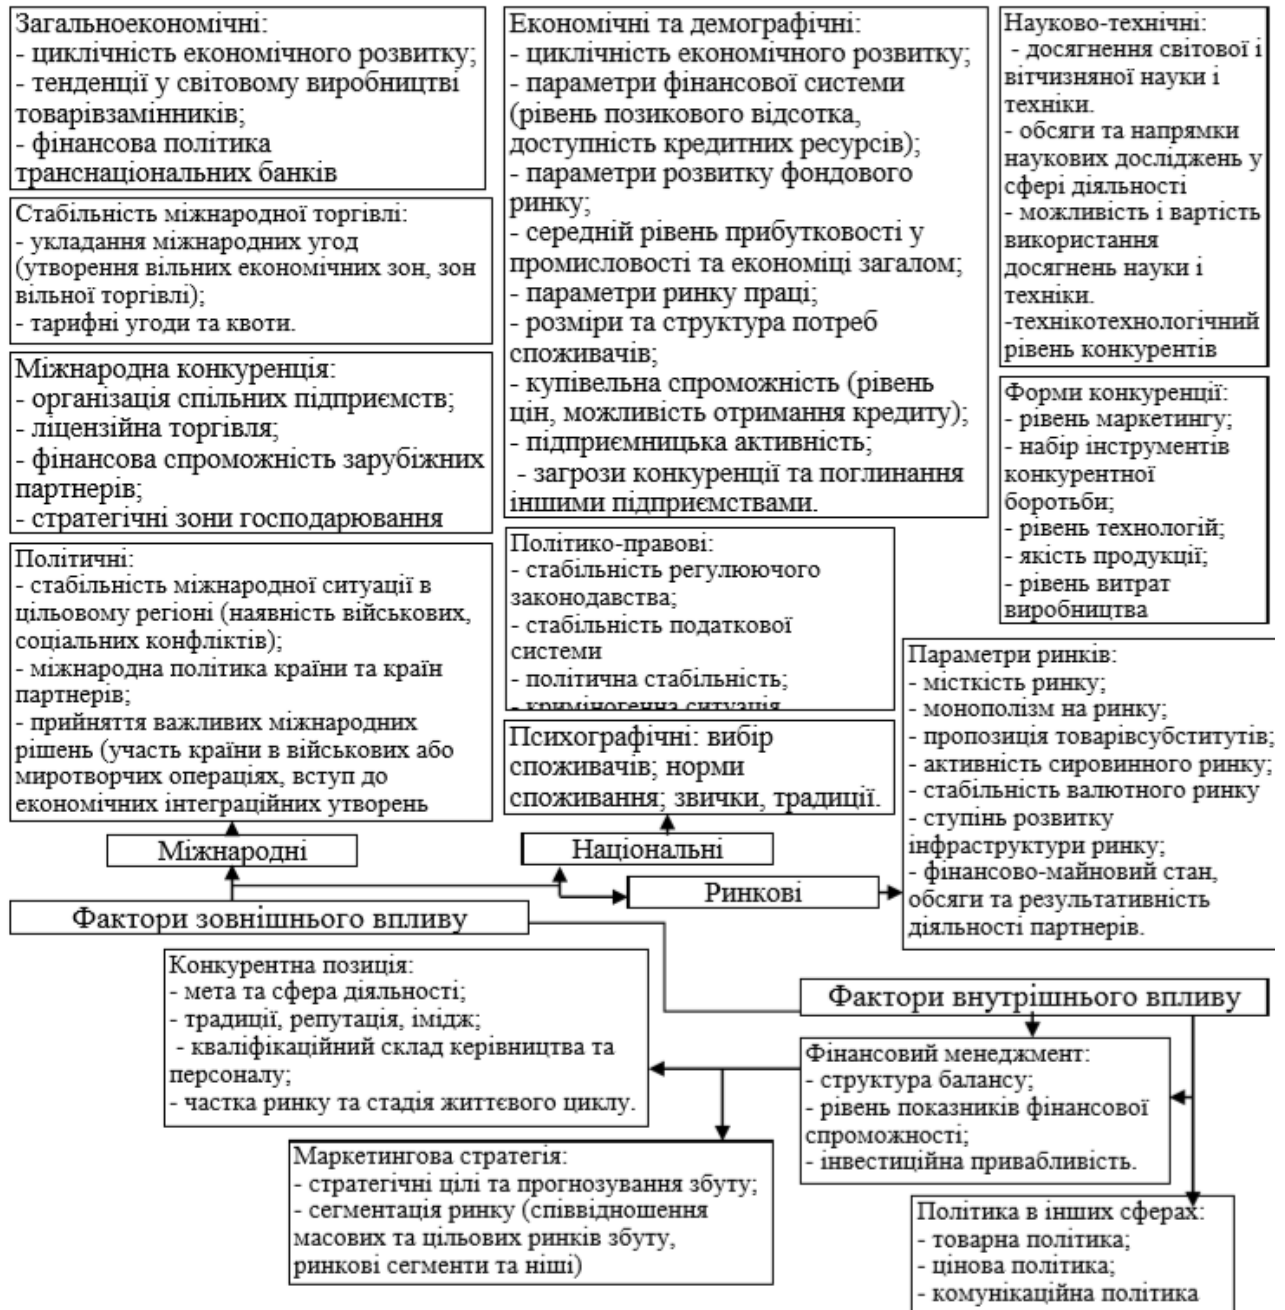 Загальноекономічні:
- циклічність економічного розвитку;
- тенденції у світовому виробництві
товарівзамінників;
- фінансова політика
транснаціональних банків
Стабільність міжнародної торгівлі:
- укладання міжнародних угод
(утворення вільних економічних зон, зон
вільної торгівлі);
- тарифні угоди та квоти.
Міжнародна конкуренція:
- організація спільних підприємств;
- ліцензійна торгівля;
- фінансова спроможність зарубіжних
партнерів;
- стратегічні зони господарювання
Політичні:
- стабільність міжнародної ситуації в
цільовому регіоні (наявність військових,
соціальних конфліктів);
- міжнародна політика країни та країн
партнерів;
- прийняття важливих міжнародних
рішень (участь країни в військових або
миротворчих операціях, вступ до
економічних інтеграційних утворень
Економічні та демографічні:
- циклічність економічного розвитку;
- параметри фінансової системи
(рівень позикового відсотка,
доступність кредитних ресурсів);
- параметри розвитку фондового
ринку;
- середній рівень прибутковості у
промисловості та економіці загалом;
- параметри ринку праці;
- розміри та структура потреб
споживачів;
- купівельна спроможність (рівень
цін, можливість отримання кредиту);
- підприємницька активність;
- загрози конкуренції та поглинання
іншими підприємствами.
Політико-правові:
- стабільність регулюючого
законодавства;
- стабільність податкової
системи
- політична стабільність;
- криміногенна ситуація
Психографічні: вибір
споживачів; норми
споживання; звички, традиції.
Науково-технічні:
- досягнення світової і
вітчизняної науки і
техніки.
- обсяги та напрямки
наукових досліджень у
сфері діяльності
- можливість і вартість
використання
досягнень науки і
техніки.
-технікотехнологічний
рівень конкурентів
Форми конкуренції:
- рівень маркетингу;
- набір інструментів
конкурентної
боротьби;
- рівень технологій;
- якість продукції;
- рівень витрат
виробництва
Параметри ринків:
- місткість ринку;
- монополізм на ринку;
- пропозиція товарівсубститутів;
- активність сировинного ринку;
- стабільність валютного ринку
- ступінь розвитку
інфраструктури ринку;
- фінансово-майновий стан,
обсяги та результативність
діяльності партнерів.
Міжнародні
Національні
Ринкові
Фактори зовнішнього впливу
Конкурентна позиція:
- мета та сфера діяльності;
- традиції, репутація, імідж;
- кваліфікаційний склад керівництва та
персоналу;
- частка ринку та стадія життєвого циклу.
Фактори внутрішнього впливу
Фінансовий менеджмент:
- структура балансу;
- рівень показників фінансової
спроможності;
- інвестиційна привабливість.
Маркетингова стратегія:
- стратегічні цілі та прогнозування збуту;
- сегментація ринку (співвідношення
масових та цільових ринків збуту,
ринкові сегменти та ніші)
Політика в інших сферах:
- товарна політика;
- цінова політика;
- комунікаційна політика